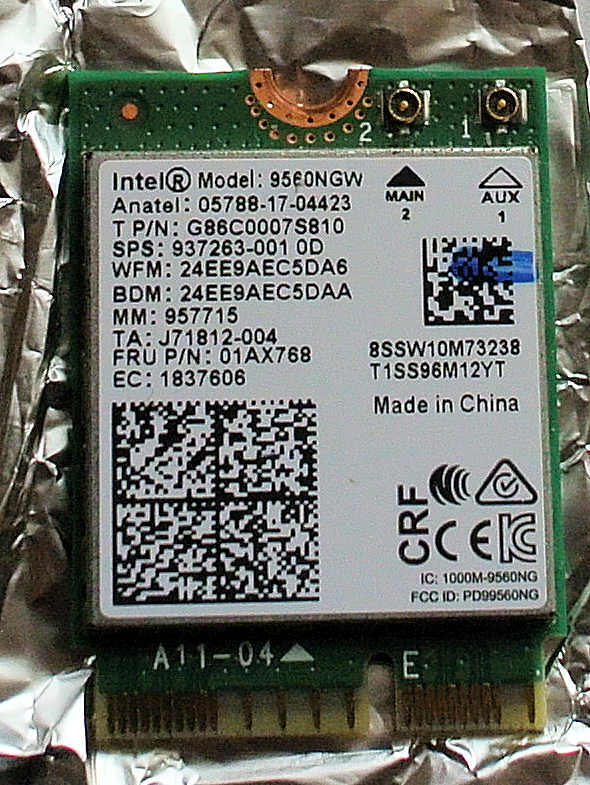 2 1
Intel® Model: 9560NGW
Anatel: 05788-17-04423
T P/N: G86C0007S810
SPS: 937263-001 0D
WFM: 24EE9AEC5DA6
BDM: 24EE9AEC5DAA
MM: 957715
TA: J71812-004
FRU P/N: 01AX768
EC: 1837606
MAIN
2
AUX
1
8SSW10M73238
T1SS96M12YT
Made in China
CRF
CE
IC: 1000M-9560NG
FCC ID: PD99560NG
A11-04
E